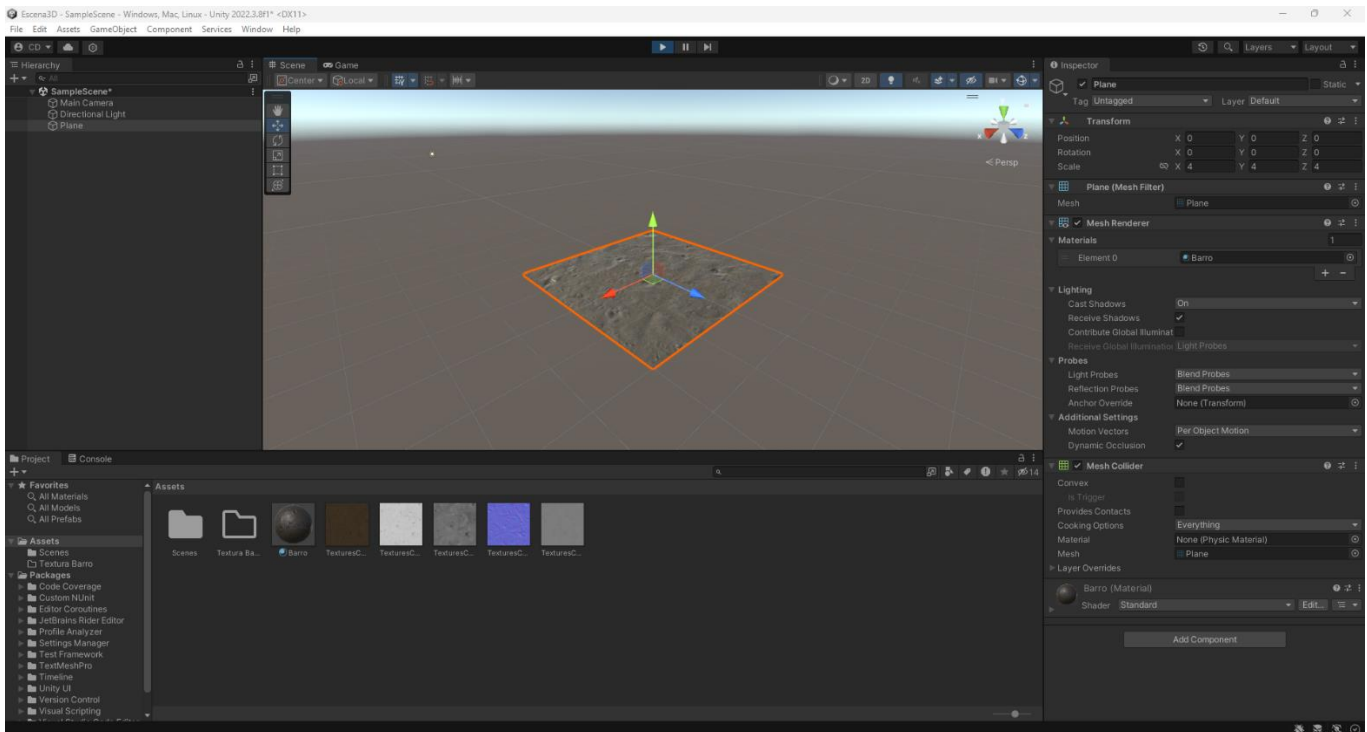 Escena3D - SampleScene - Windows, Mac, Linux - Unity 2022.3.8f1* <DX11>
File Edit Assets GameObject Component Services Window Help
CD
Layers Layout
Hierarchy
All
SampleScene*
Main Camera
Directional Light
Plane
Scene Game
Center Local
2D
x z
Persp
Inspector
Plane Static
Tag Untagged Layer Default
Transform
Position X 0 Y 0 Z 0
Rotation X 0 Y 0 Z 0
Scale X 4 Y 4 Z 4
Plane (Mesh Filter)
Mesh Plane
Mesh Renderer
Materials 1
Element 0 Barro
+ -
Lighting
Cast Shadows On
Receive Shadows
Contribute Global Illuminat
Receive Global Illumination Light Probes
Probes
Light Probes Blend Probes
Reflection Probes Blend Probes
Anchor Override None (Transform)
Additional Settings
Motion Vectors Per Object Motion
Dynamic Occlusion
Mesh Collider
Convex
Is Trigger
Provides Contacts
Cooking Options Everything
Material None (Physic Material)
Mesh Plane
Layer Overrides
Barro (Material)
Shader Standard Edit...
Add Component
Project Console
14
Favorites
All Materials
All Models
All Prefabs
Assets
Scenes
Textura Barro
Packages
Code Coverage
Custom NUnit
Editor Coroutines
JetBrains Rider Editor
Profile Analyzer
Settings Manager
Test Framework
TextMeshPro
Timeline
Unity UI
Version Control
Visual Scripting
Assets
Scenes Textura Ba... Barro TexturesC... TexturesC... TexturesC... TexturesC... TexturesC...